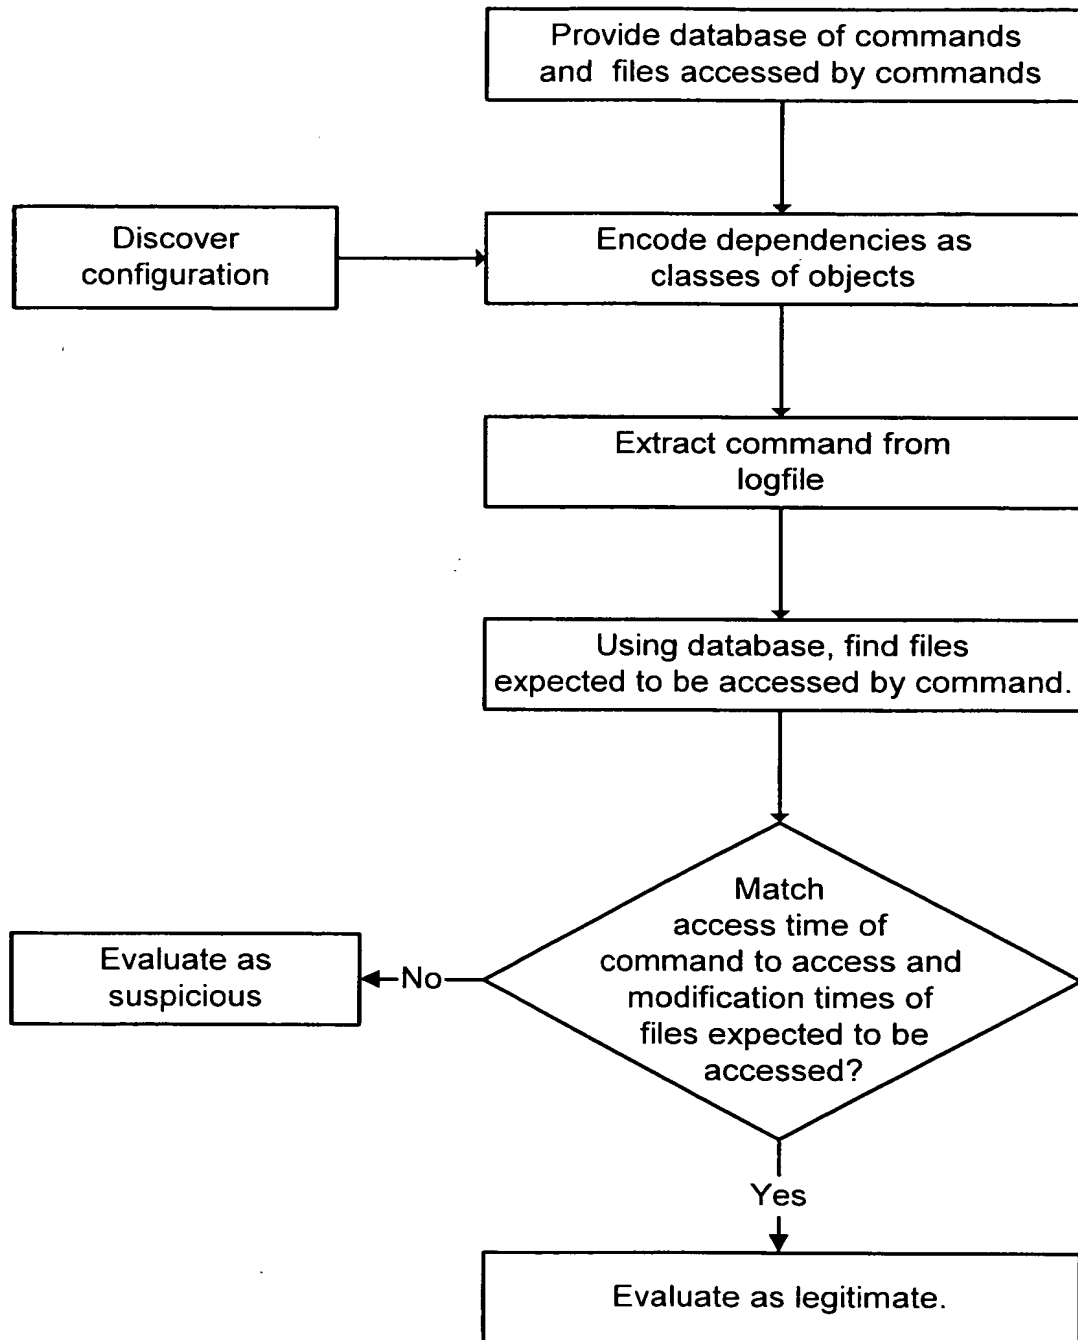 Provide database of commands
and files accessed by commands
Discover
configuration
Encode dependencies as
classes of objects
Extract command from
logfile
Using database, find files
expected to be accessed by command.
Match
access time of
command to access and
modification times of
files expected to be
accessed?
Evaluate as
suspicious
No
Yes
Evaluate as legitimate.